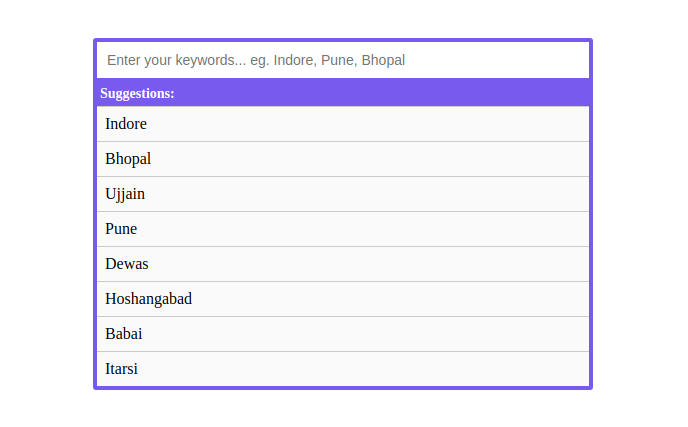 Enter your keywords... eg. Indore, Pune, Bhopal
Suggestions:
Indore
Bhopal
Ujjain
Pune
Dewas
Hoshangabad
Babai
Itarsi